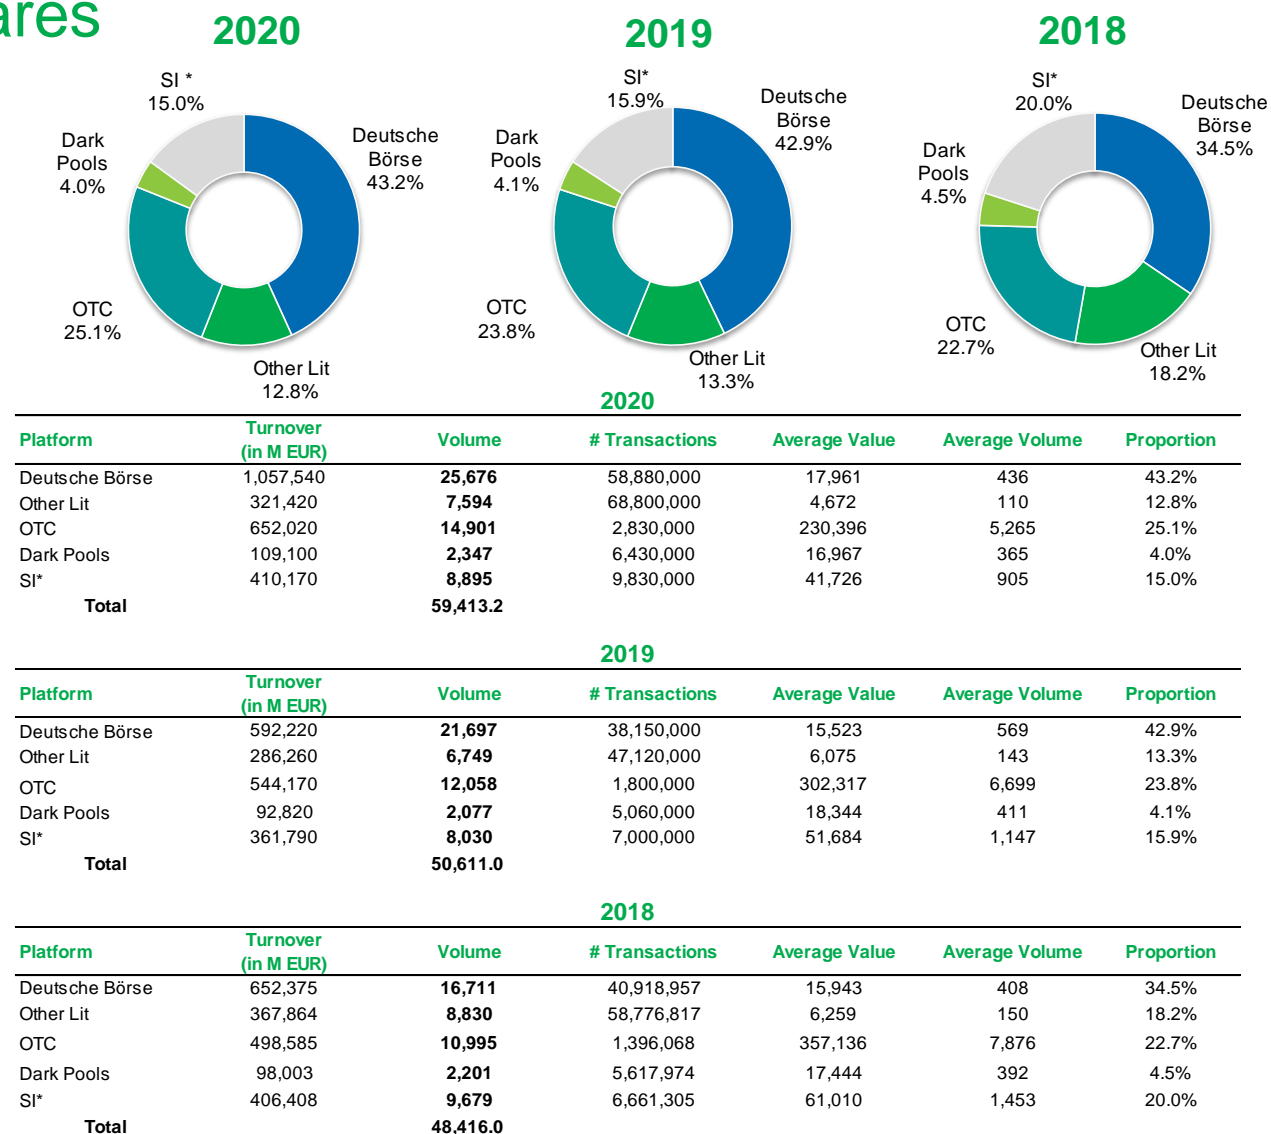 ares
2020
2019
2018
SI *
15.0%
Dark
Pools
4.0%
Deutsche
Börse
43.2%
OTC
25.1%
Other Lit
12.8%
SI*
15.9%
Dark
Pools
4.1%
Deutsche
Börse
42.9%
OTC
23.8%
Other Lit
13.3%
SI*
20.0%
Dark
Pools
4.5%
Deutsche
Börse
34.5%
OTC
22.7%
Other Lit
18.2%
2020
Platform Turnover (in M EUR) Volume # Transactions Average Value Average Volume Proportion
Deutsche Börse 1,057,540 25,676 58,880,000 17,961 436 43.2%
Other Lit 321,420 7,594 68,800,000 4,672 110 12.8%
OTC 652,020 14,901 2,830,000 230,396 5,265 25.1%
Dark Pools 109,100 2,347 6,430,000 16,967 365 4.0%
SI* 410,170 8,895 9,830,000 41,726 905 15.0%
Total 59,413.2
2019
Platform Turnover (in M EUR) Volume # Transactions Average Value Average Volume Proportion
Deutsche Börse 592,220 21,697 38,150,000 15,523 569 42.9%
Other Lit 286,260 6,749 47,120,000 6,075 143 13.3%
OTC 544,170 12,058 1,800,000 302,317 6,699 23.8%
Dark Pools 92,820 2,077 5,060,000 18,344 411 4.1%
SI* 361,790 8,030 7,000,000 51,684 1,147 15.9%
Total 50,611.0
2018
Platform Turnover (in M EUR) Volume # Transactions Average Value Average Volume Proportion
Deutsche Börse 652,375 16,711 40,918,957 15,943 408 34.5%
Other Lit 367,864 8,830 58,776,817 6,259 150 18.2%
OTC 498,585 10,995 1,396,068 357,136 7,876 22.7%
Dark Pools 98,003 2,201 5,617,974 17,444 392 4.5%
SI* 406,408 9,679 6,661,305 61,010 1,453 20.0%
Total 48,416.0